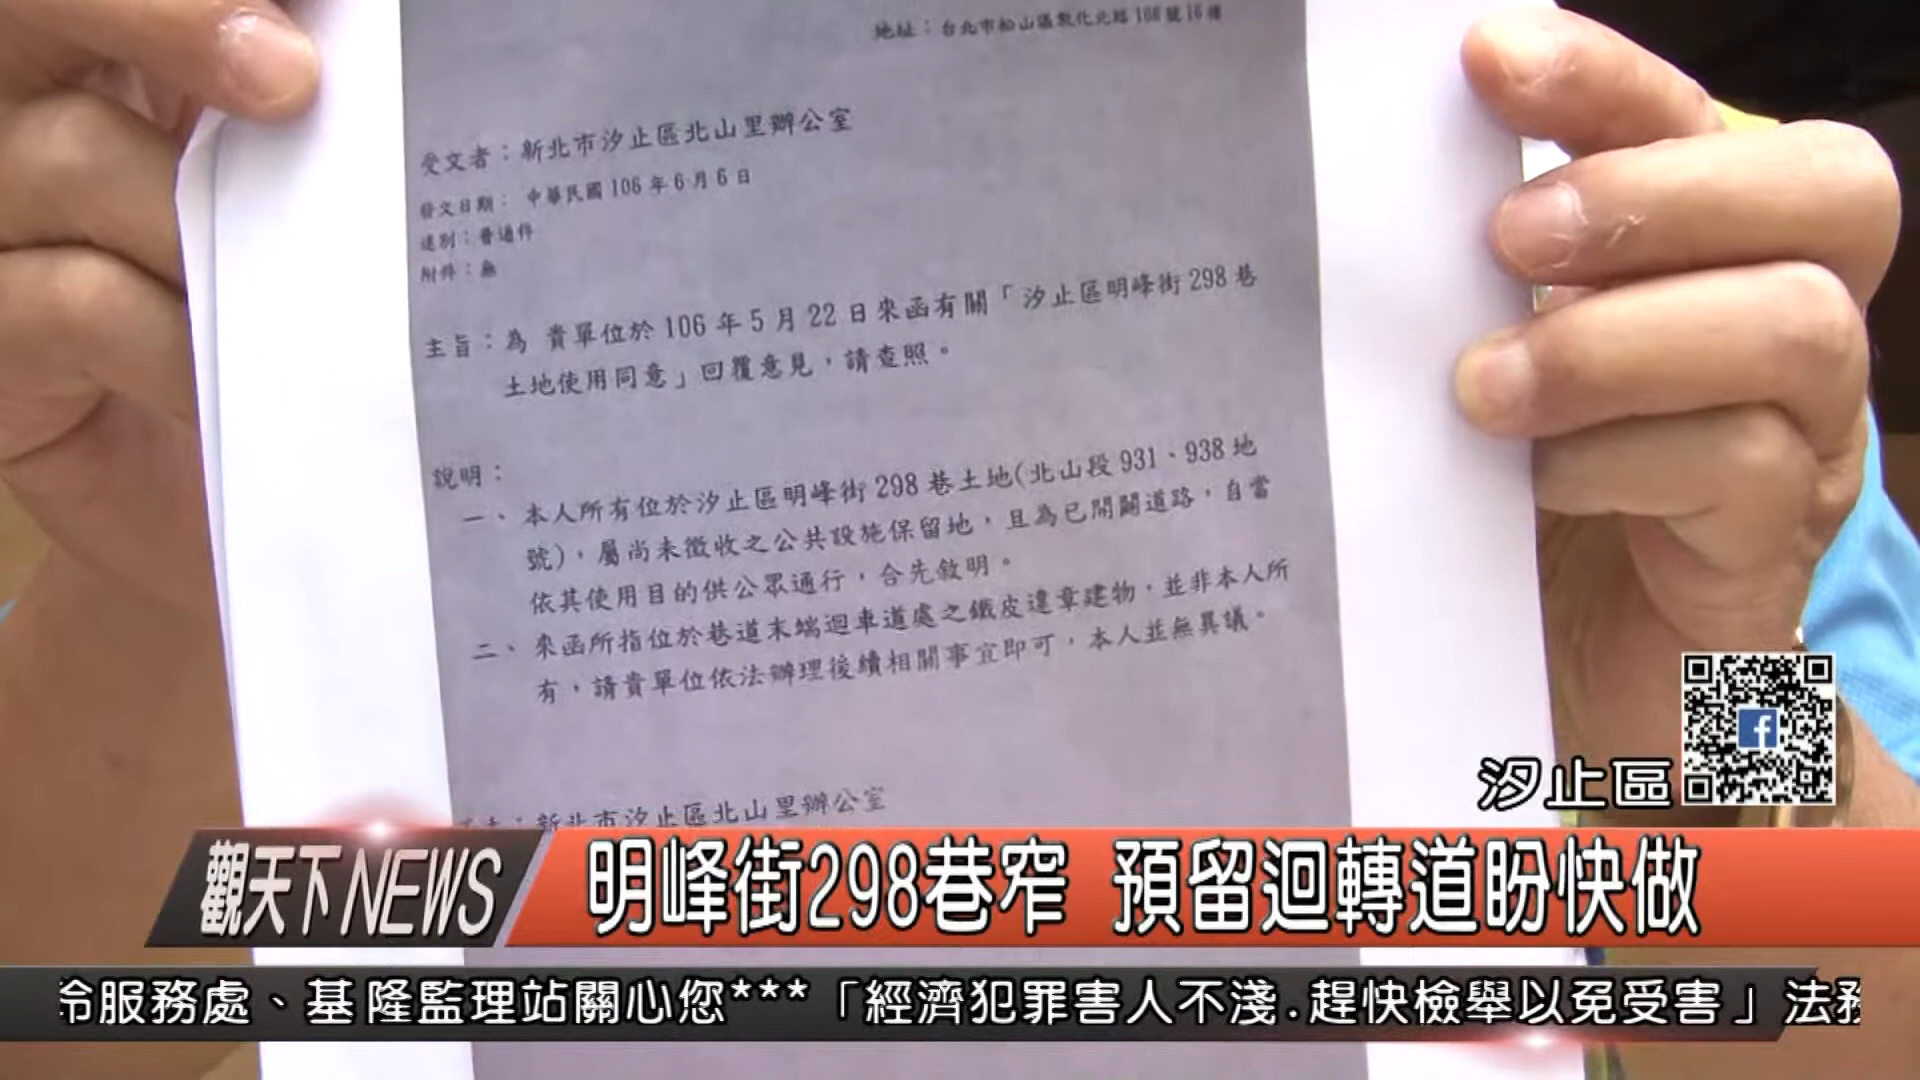 地址：台北市松山區敦化北路168號16樓
受文者：新北市汐止區北山里辦公室
發文日期：中華民國106年6月6日
速別：普通件
附件：無
主旨：為 貴單位於106年5月22日來函有關「汐止區明峰街298巷
土地使用同意」回覆意見，請查照。
說明：
一、本人所有位於汐止區明峰街298巷土地(北山段931、938地
號)，屬尚未徵收之公共設施保留地，且為已開闢道路，自當
依其使用目的供公眾通行，合先敘明。
二、來函所指位於巷道末端迴車道處之鐵皮違章建物，並非本人所
有，請貴單位依法辦理後續相關事宜即可，本人並無異議。
新北市汐止區北山里辦公室
汐止區
觀天下NEWS
明峰街298巷窄 預留迴轉道盼快做
服務處、基隆監理站關心您***「經濟犯罪害人不淺.趕快檢舉以免受害」法務